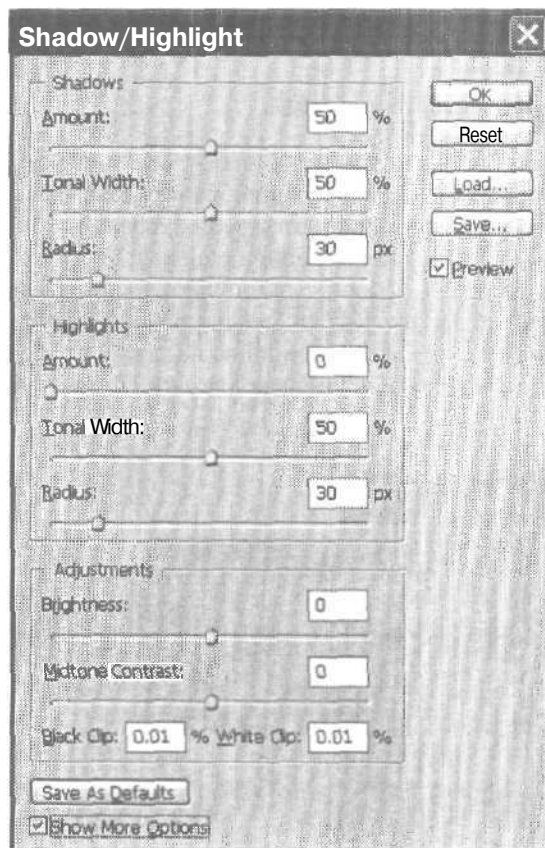 Shadow/Highlight
Shadows
Amount: 50 %
Tonal Width: 50 %
Radius: 30 px
Highlights
Amount: 0 %
Tonal Width: 50 %
Radius: 30 px
Adjustments
Brightness: 0
Midtone Contrast: 0
Black Clip: 0.01 % White Clip: 0.01 %
Save As Defaults
Show More Options
OK
Reset
Load...
Save...
Preview